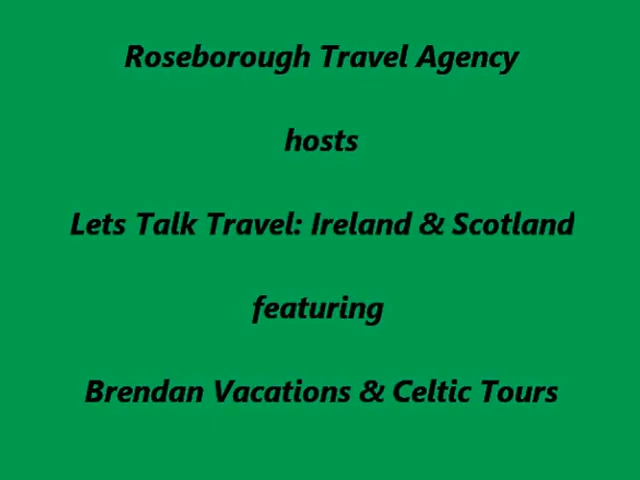 Roseborough Travel Agency
hosts
Lets Talk Travel: Ireland & Scotland
featuring
Brendan Vacations & Celtic Tours